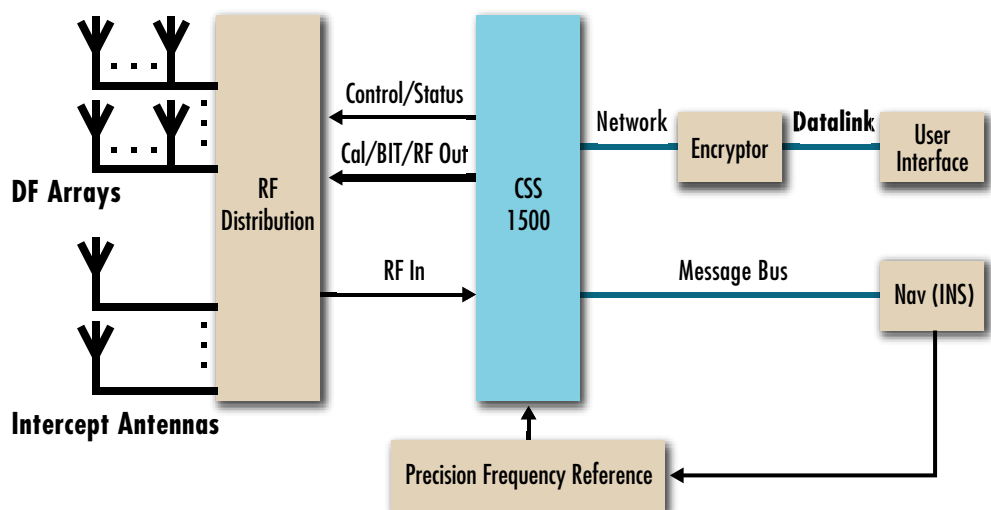 DF Arrays
Intercept Antennas
RF
Distribution
Control/Status
Cal/BIT/RF Out
RF In
CSS
1500
Network
Encryptor
Datalink
User
Interface
Message Bus
Nav (INS)
Precision Frequency Reference